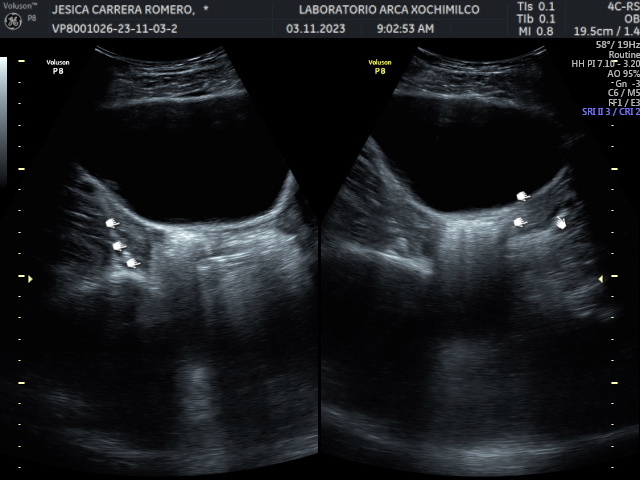 Voluson™
P8
JESICA CARRERA ROMERO, *
LABORATORIO ARCA XOCHIMILCO
TIs 0.1
4C-RS
VP8001026-23-11-03-2
03.11.2023
9:02:53 AM
TIb 0.1
OB
MI 0.8
19.5cm / 1.4
58°/ 19Hz
Routine
HH PI 7.10 - 3.20
AO 95%
Gn -3
C6 / M5
FF1 / E3
SRI II 3 / CRI 2
Voluson
P8
Voluson
P8